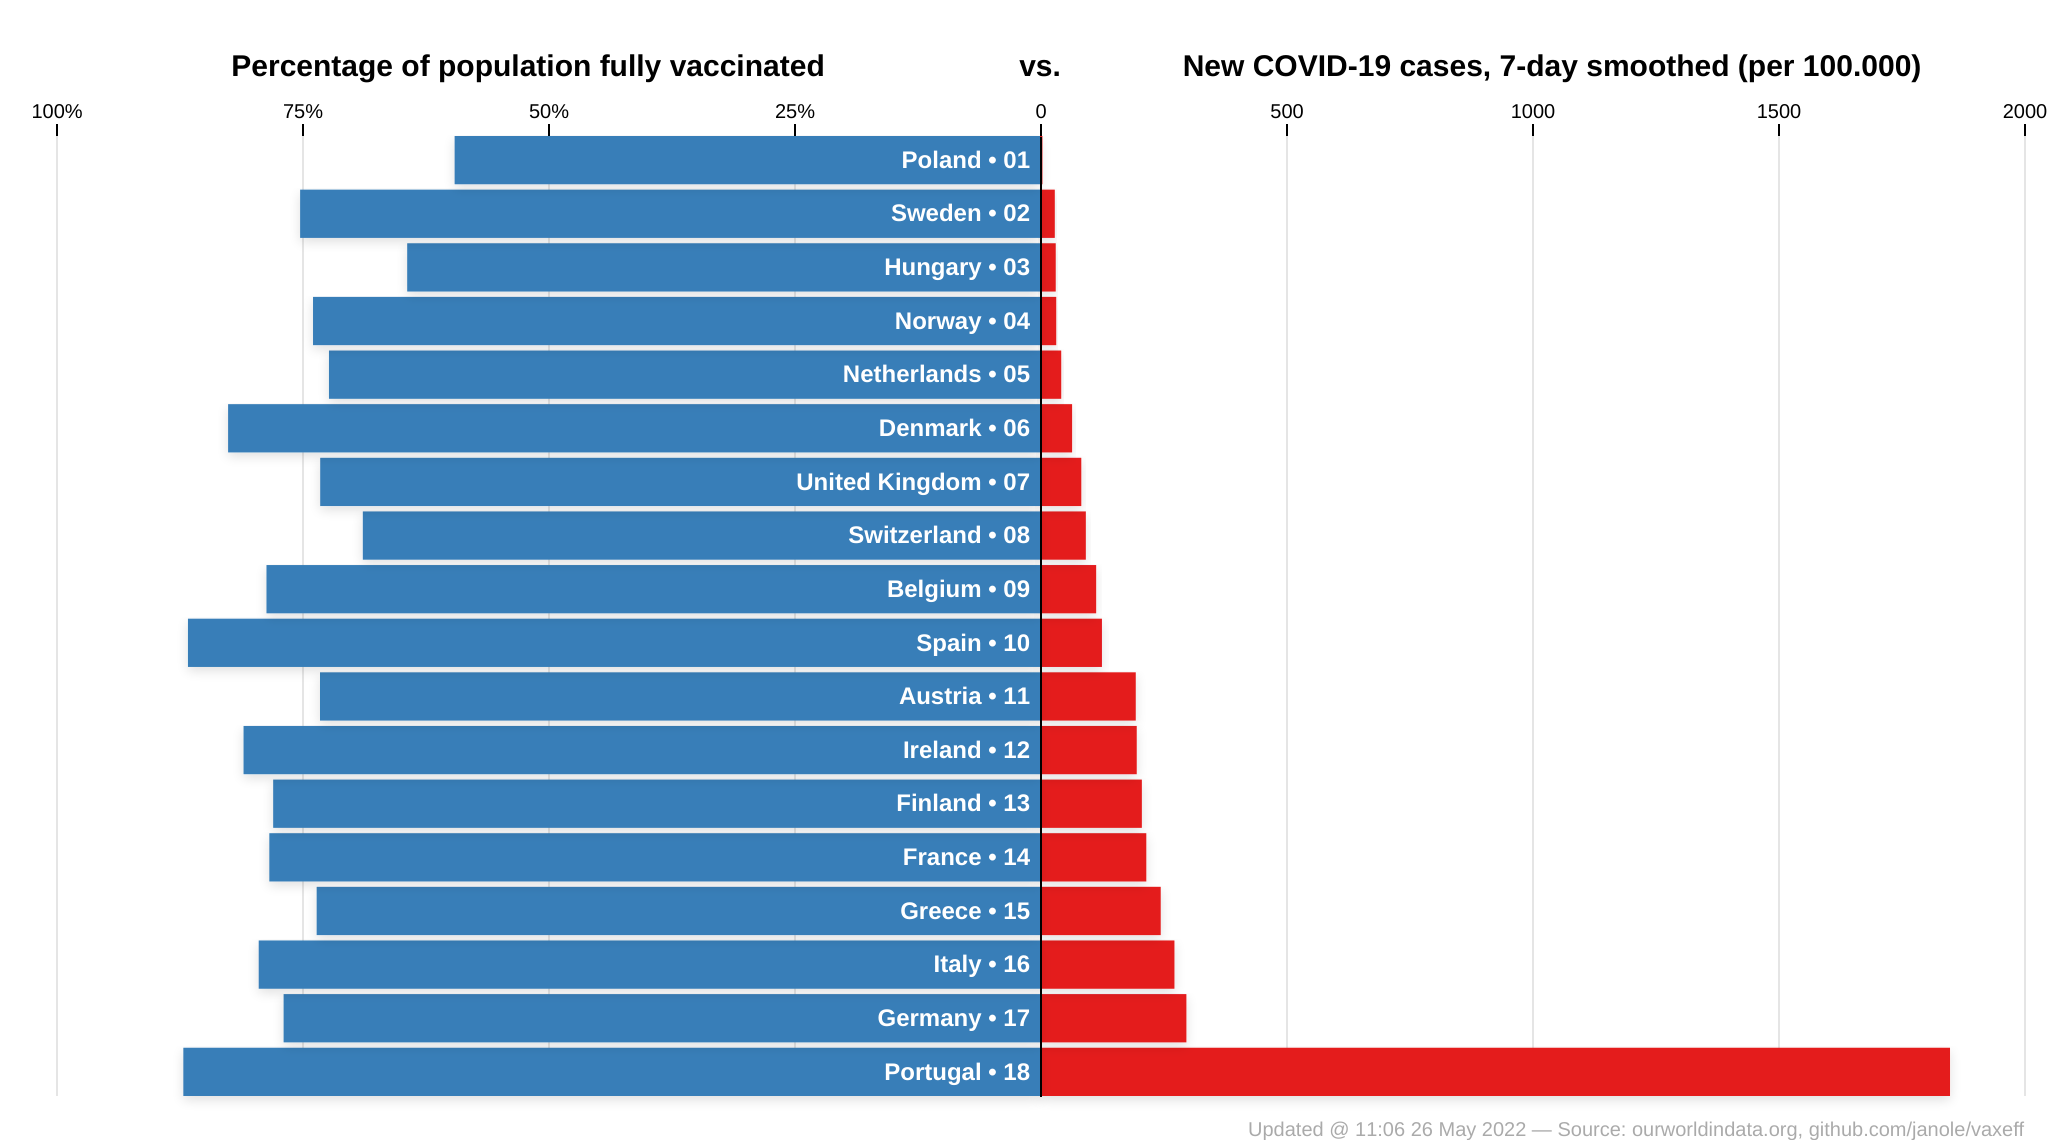 Percentage of population fully vaccinated vs. New COVID-19 cases, 7-day smoothed (per 100.000)
100% 75% 50% 25% 0 500 1000 1500 2000
Poland • 01
Sweden • 02
Hungary • 03
Norway • 04
Netherlands • 05
Denmark • 06
United Kingdom • 07
Switzerland • 08
Belgium • 09
Spain • 10
Austria • 11
Ireland • 12
Finland • 13
France • 14
Greece • 15
Italy • 16
Germany • 17
Portugal • 18
Updated @ 11:06 26 May 2022 — Source: ourworldindata.org, github.com/janole/vaxeff